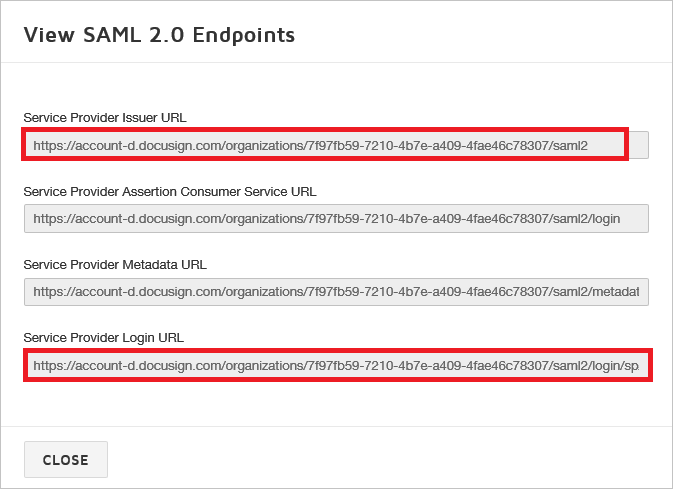 View SAML 2.0 Endpoints
Service Provider Issuer URL
https://account-d.docusign.com/organizations/7f97fb59-7210-4b7e-a409-4fae46c78307/saml2
Service Provider Assertion Consumer Service URL
https://account-d.docusign.com/organizations/7f97fb59-7210-4b7e-a409-4fae46c78307/saml2/login
Service Provider Metadata URL
https://account-d.docusign.com/organizations/7f97fb59-7210-4b7e-a409-4fae46c78307/saml2/metadat
Service Provider Login URL
https://account-d.docusign.com/organizations/7f97fb59-7210-4b7e-a409-4fae46c78307/saml2/login/sp
CLOSE